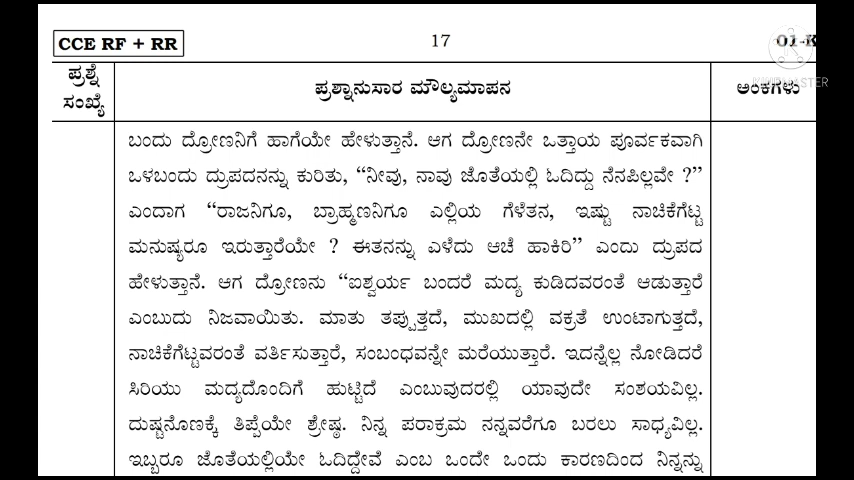 CCE RF + RR 17 01-K
ಪ್ರಶ್ನೆ ಸಂಖ್ಯೆ ಪ್ರಶ್ನಾನುಸಾರ ಮೌಲ್ಯಮಾಪನ ಅಂಕಗಳು
ಬಂದು ದ್ರೋಣನಿಗೆ ಹಾಗೆಯೇ ಹೇಳುತ್ತಾನೆ. ಆಗ ದ್ರೋಣನೇ ಒತ್ತಾಯ ಪೂರ್ವಕವಾಗಿ
ಒಳಬಂದು ದ್ರುಪದನನ್ನು ಕುರಿತು, “ನೀವು, ನಾವು ಜೊತೆಯಲ್ಲಿ ಓದಿದ್ದು ನೆನಪಿಲ್ಲವೇ ?”
ಎಂದಾಗ “ರಾಜನಿಗೂ, ಬ್ರಾಹ್ಮಣನಿಗೂ ಎಲ್ಲಿಯ ಗೆಳೆತನ, ಇಷ್ಟು ನಾಚಿಕೆಗೆಟ್ಟ
ಮನುಷ್ಯರೂ ಇರುತ್ತಾರೆಯೇ ? ಈತನನ್ನು ಎಳೆದು ಆಚೆ ಹಾಕಿರಿ” ಎಂದು ದ್ರುಪದ
ಹೇಳುತ್ತಾನೆ. ಆಗ ದ್ರೋಣನು “ಐಶ್ವರ್ಯ ಬಂದರೆ ಮದ್ಯ ಕುಡಿದವರಂತೆ ಆಡುತ್ತಾರೆ
ಎಂಬುದು ನಿಜವಾಯಿತು. ಮಾತು ತಪ್ಪುತ್ತದೆ, ಮುಖದಲ್ಲಿ ವಕ್ರತೆ ಉಂಟಾಗುತ್ತದೆ,
ನಾಚಿಕೆಗೆಟ್ಟವರಂತೆ ವರ್ತಿಸುತ್ತಾರೆ, ಸಂಬಂಧವನ್ನೇ ಮರೆಯುತ್ತಾರೆ. ಇದನ್ನೆಲ್ಲ ನೋಡಿದರೆ
ಸಿರಿಯು ಮದ್ಯದೊಂದಿಗೆ ಹುಟ್ಟಿದೆ ಎಂಬುವುದರಲ್ಲಿ ಯಾವುದೇ ಸಂಶಯವಿಲ್ಲ.
ದುಷ್ಟನೊಣಕ್ಕೆ ತಿಪ್ಪೆಯೇ ಶ್ರೇಷ್ಠ. ನಿನ್ನ ಪರಾಕ್ರಮ ನನ್ನವರೆಗೂ ಬರಲು ಸಾಧ್ಯವಿಲ್ಲ.
ಇಬ್ಬರೂ ಜೊತೆಯಲ್ಲಿಯೇ ಓದಿದ್ದೇವೆ ಎಂಬ ಒಂದೇ ಒಂದು ಕಾರಣದಿಂದ ನಿನ್ನನ್ನು